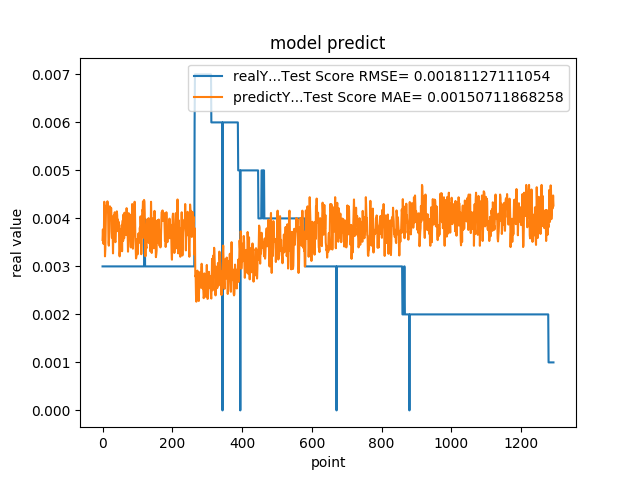 model predict
realY...Test Score RMSE= 0.00181127111054
predictY...Test Score MAE= 0.00150711868258
0.007
0.006
0.005
0.004
0.003
0.002
0.001
0.000
real value
0 200 400 600 800 1000 1200
point